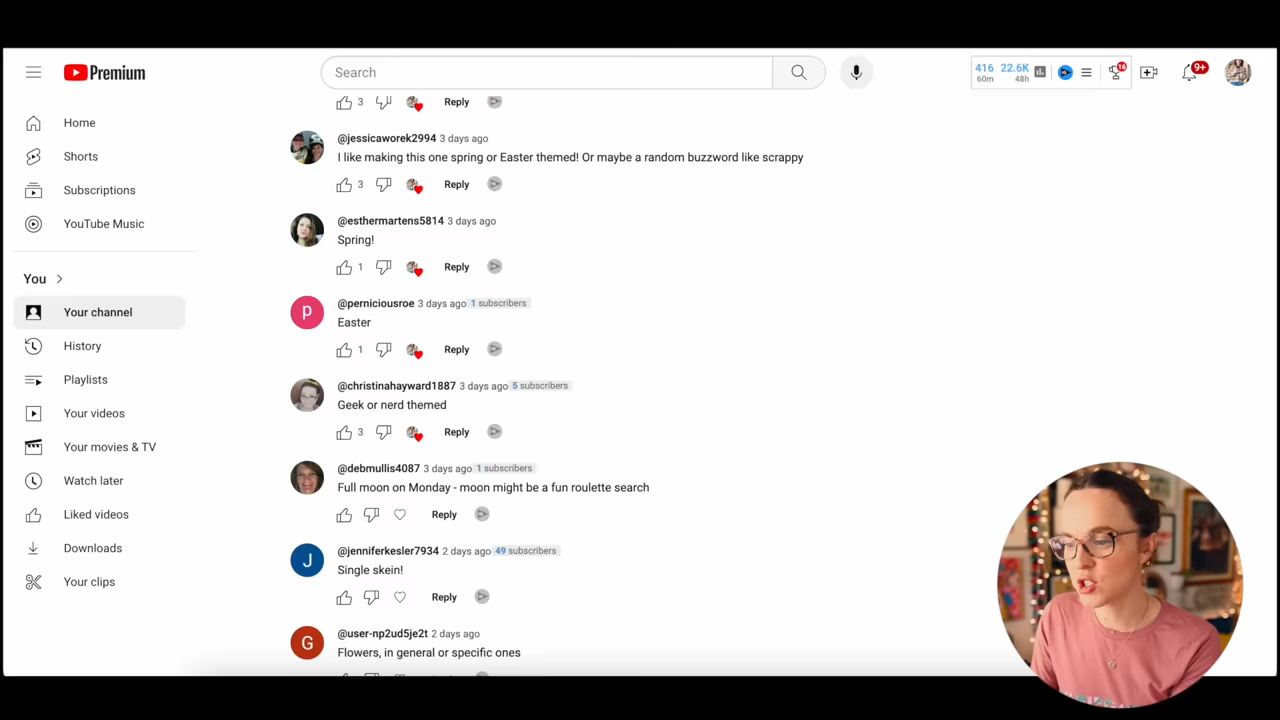 Premium
Search
416 22.6K 16 9+
60m 48h
Home
Shorts
Subscriptions
YouTube Music
You
Your channel
History
Playlists
Your videos
Your movies & TV
Watch later
Liked videos
Downloads
Your clips
3 Reply
@jessicaworek2994 3 days ago
I like making this one spring or Easter themed! Or maybe a random buzzword like scrappy
3 Reply
@esthermartens5814 3 days ago
Spring!
1 Reply
P
@perniciousroe 3 days ago 1 subscribers
Easter
1 Reply
@christinahayward1887 3 days ago 5 subscribers
Geek or nerd themed
3 Reply
@debmullis4087 3 days ago 1 subscribers
Full moon on Monday - moon might be a fun roulette search
Reply
J
@jenniferkesler7934 2 days ago 49 subscribers
Single skein!
Reply
G
@user-np2ud5je2t 2 days ago
Flowers, in general or specific ones